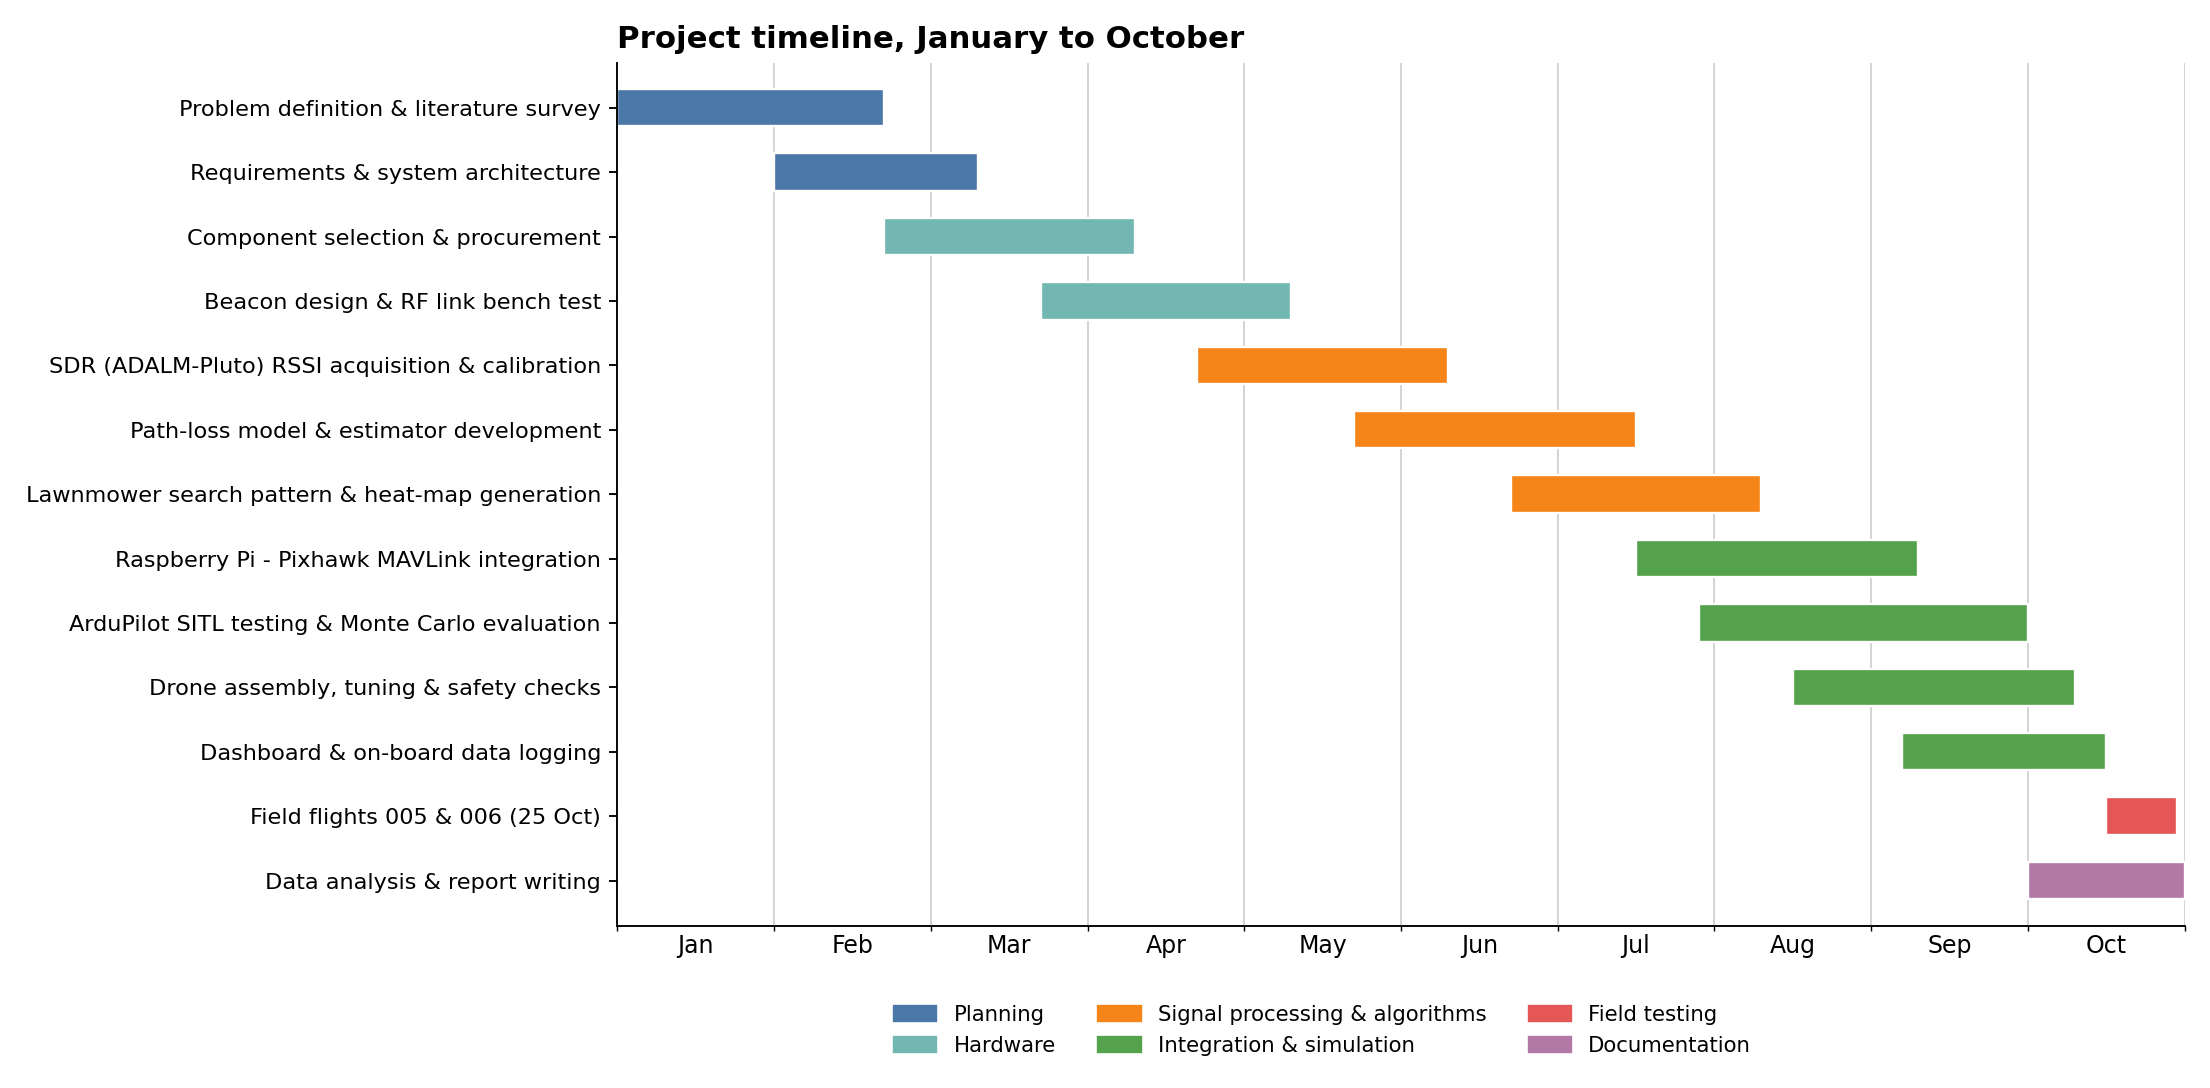 Project timeline, January to October
Problem definition & literature survey
Requirements & system architecture
Component selection & procurement
Beacon design & RF link bench test
SDR (ADALM-Pluto) RSSI acquisition & calibration
Path-loss model & estimator development
Lawnmower search pattern & heat-map generation
Raspberry Pi - Pixhawk MAVLink integration
ArduPilot SITL testing & Monte Carlo evaluation
Drone assembly, tuning & safety checks
Dashboard & on-board data logging
Field flights 005 & 006 (25 Oct)
Data analysis & report writing
Jan Feb Mar Apr May Jun Jul Aug Sep Oct
Planning Signal processing & algorithms Field testing
Hardware Integration & simulation Documentation